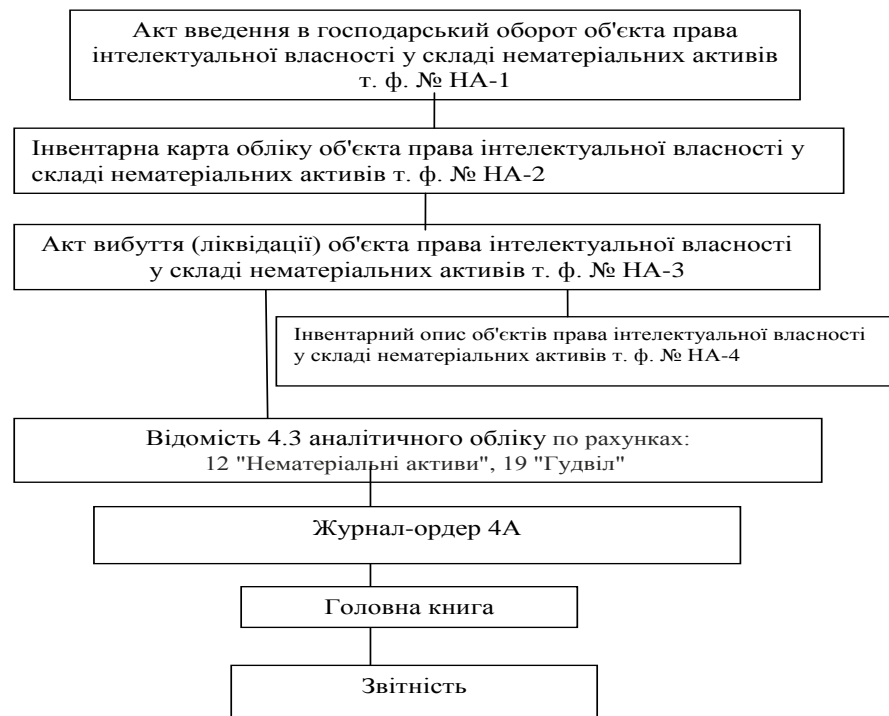 Акт введення в господарський оборот об'єкта права
інтелектуальної власності у складі нематеріальних активів
т. ф. № НА-1
Інвентарна карта обліку об'єкта права інтелектуальної власності у
складі нематеріальних активів т. ф. № НА-2
Акт вибуття (ліквідації) об'єкта права інтелектуальної власності
у складі нематеріальних активів т. ф. № НА-3
Інвентарний опис об'єктів права інтелектуальної власності
у складі нематеріальних активів т. ф. № НА-4
Відомість 4.3 аналітичного обліку по рахунках:
12 "Нематеріальні активи", 19 "Гудвіл"
Журнал-ордер 4А
Головна книга
Звітність